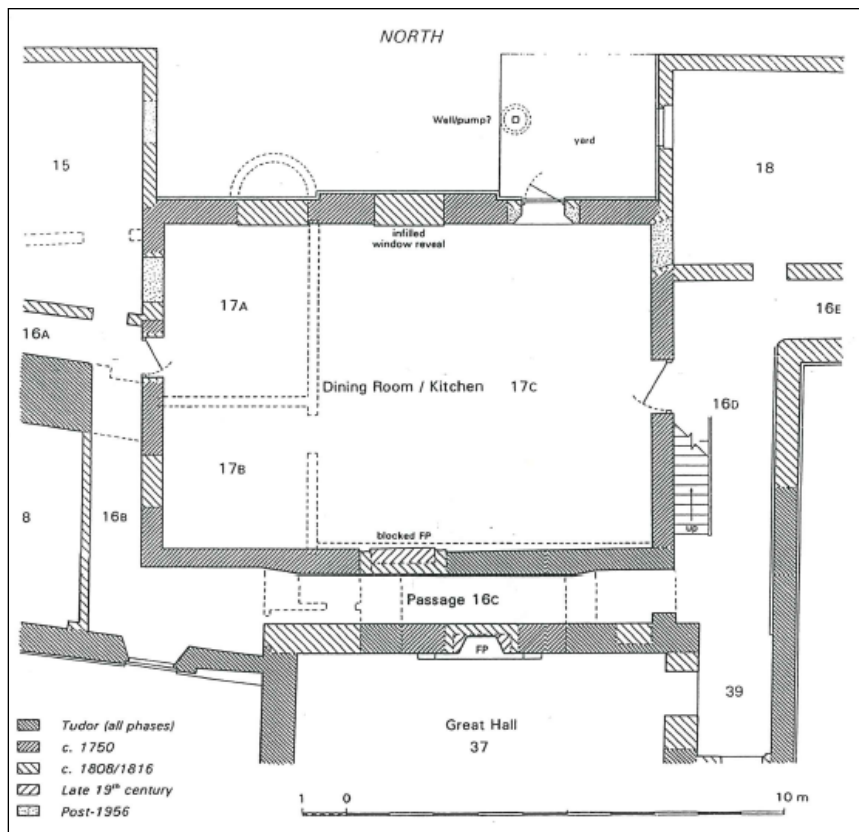 NORTH
Well/pump?
yard
15
18
infilled
window reveal
17A
16A
16E
Dining Room / Kitchen 17C
16D
17B
8
16B
up
blocked FP
Passage 16C
FP
39
Great Hall
37
Tudor (all phases)
c. 1750
c. 1808/1816
Late 19th century
Post-1956
1 0 10 m